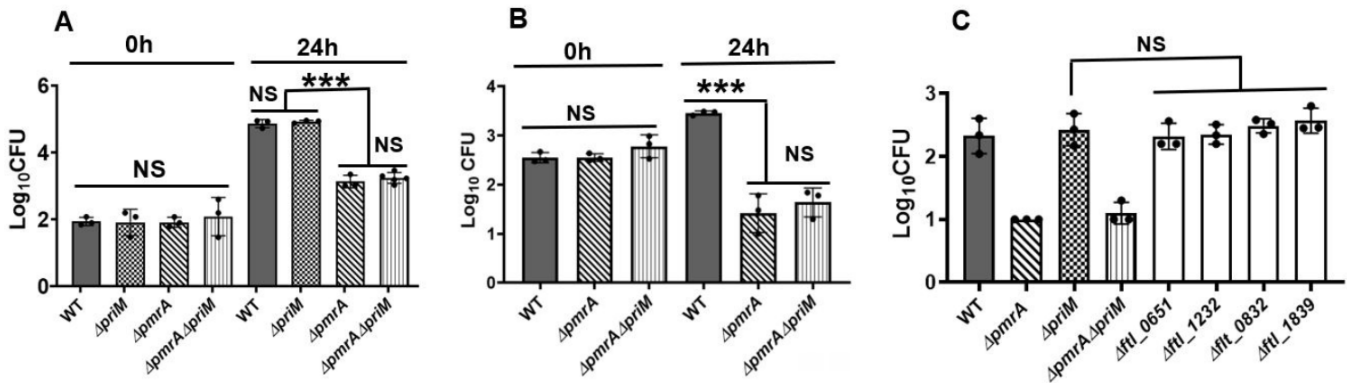 A
0h
24h
Log10CFU
6
4
2
0
NS
NS
***
NS
WT
ΔpriM
ΔpmrA
ΔpmrAΔpriM
WT
ΔpriM
ΔpmrA
ΔpmrAΔpriM
B
0h
24h
Log10 CFU
4
3
2
1
0
NS
***
NS
WT
ΔpmrA
ΔpmrAΔpriM
WT
ΔpmrA
ΔpmrAΔpriM
C
NS
Log10CFU
3
2
1
0
WT
ΔpmrA
ΔpriM
ΔpmrAΔpriM
Δftl_0651
Δftl_1232
Δflt_0832
Δftl_1839